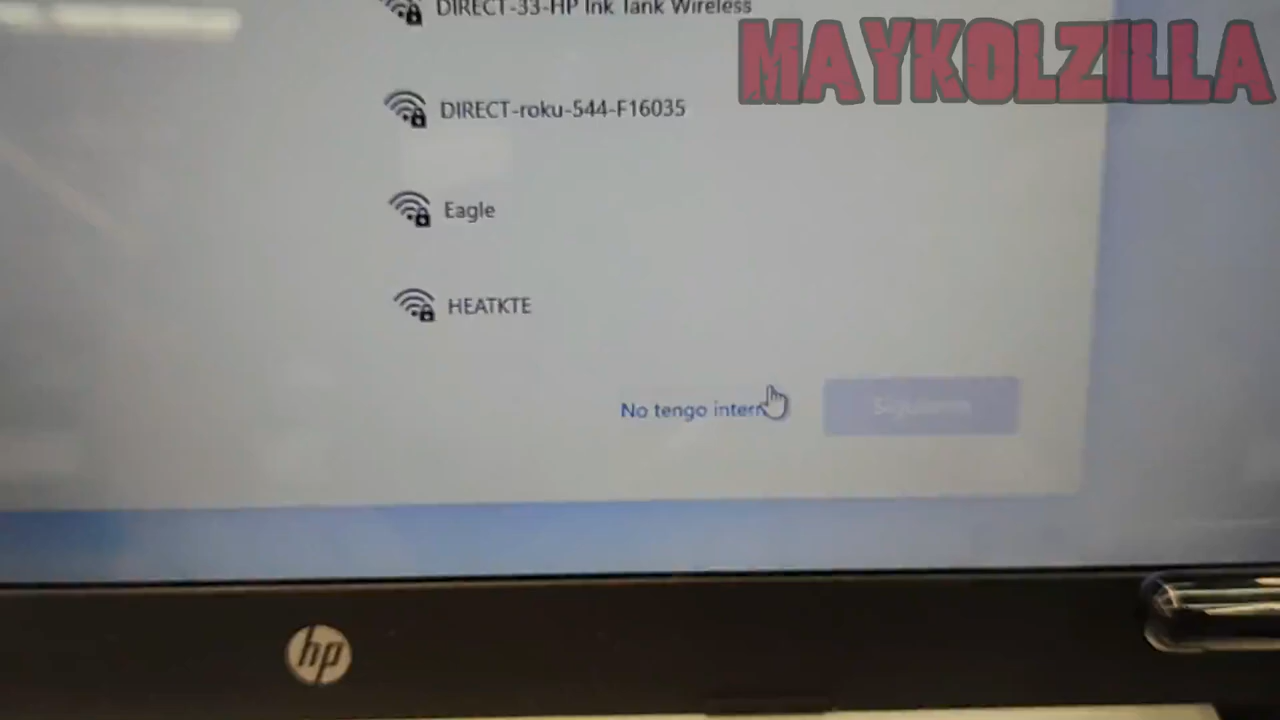 DIRECT-33-HP Ink Tank Wireless
MAYKOLZILLA
DIRECT-roku-544-F16035
Eagle
HEATKTE
No tengo intern
hp